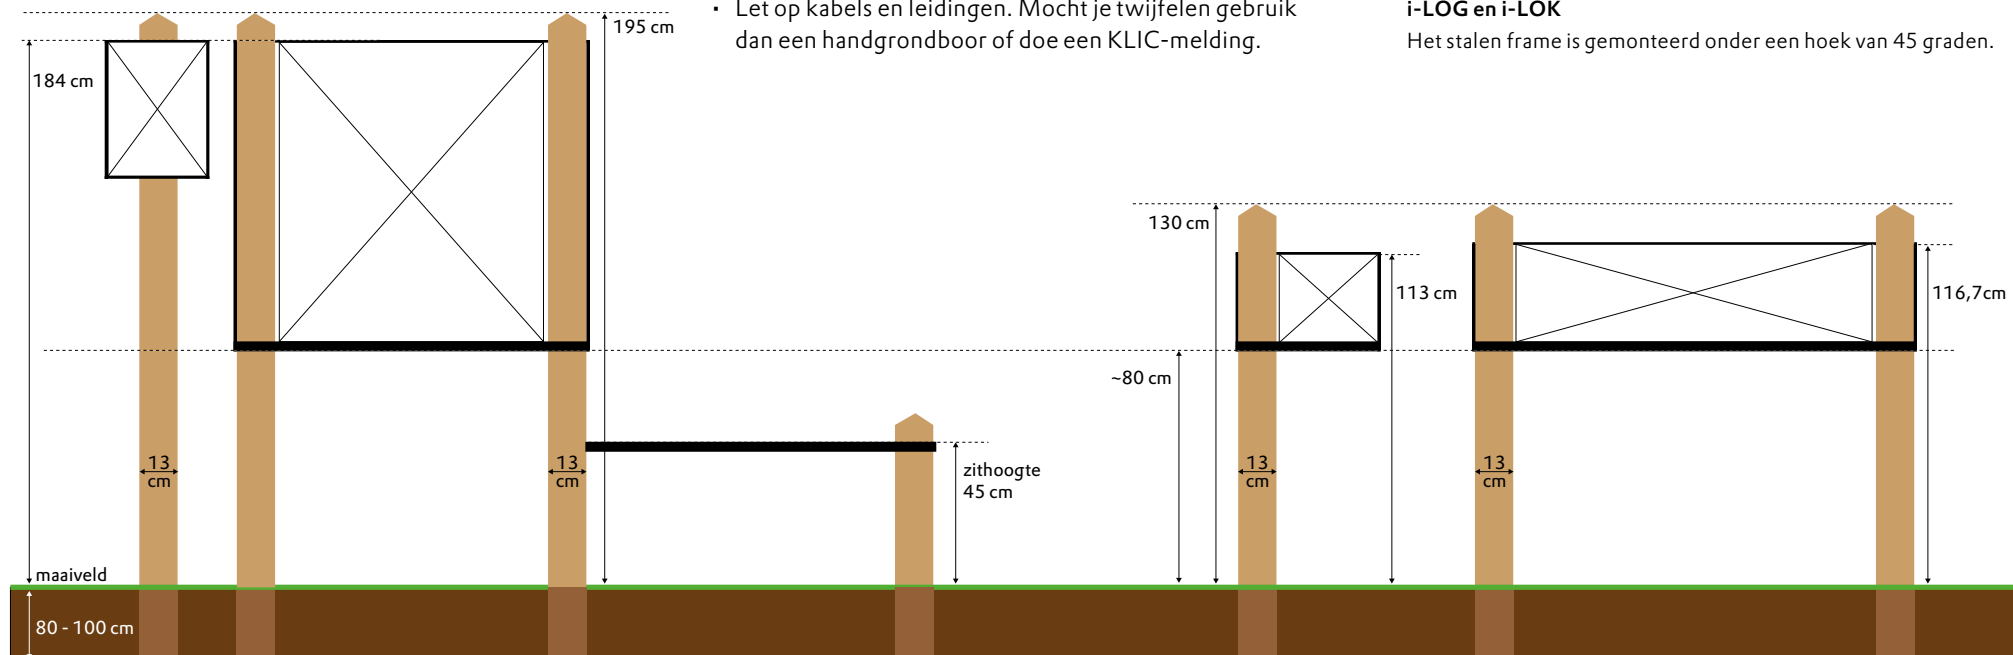 195 cm
184 cm
• Let op kabels en leidingen. Mocht je twijfelen gebruik
dan een handgrondboor of doe een KLIC-melding.
i-LOG en i-LOK
Het stalen frame is gemonteerd onder een hoek van 45 graden.
130 cm
113 cm
116,7cm
~80 cm
13
cm
13
cm
zithoogte
45 cm
13
cm
13
cm
maaiveld
80 - 100 cm